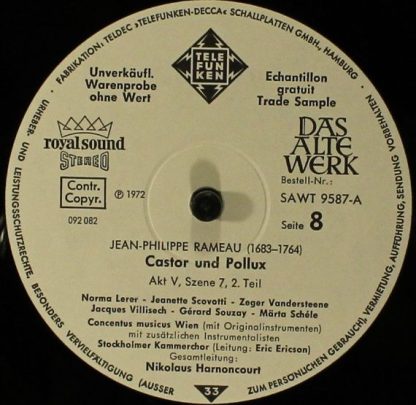 FABRIKATION: TELDEC „TELEFUNKEN-DECCA“ SCHALLPLATTEN GMBH., HAMBURG · URHEBER- UND LEISTUNGSSCHUTZRECHTE, BESONDERS VERVIELFÄLTIGUNG (AUSSER ZUM PERSÖNLICHEN GEBRAUCH), VERMIETUNG, AUFFÜHRUNG, SENDUNG VORBEHALTEN ·
TELE
FUN
KEN
Unverkäufl.
Warenprobe
ohne Wert
Echantillon
gratuit
Trade Sample
royal sound
STEREO
DAS
ALTE
WERK
Contr.
Copyr.
℗ 1972
092 082
Bestell-Nr.:
SAWT 9587-A
Seite 8
JEAN-PHILIPPE RAMEAU (1683–1764)
Castor und Pollux
Akt V, Szene 7, 2. Teil
Norma Lerer - Jeanette Scovotti - Zeger Vandersteene
Jacques Villisech - Gérard Souzay - Märta Schéle
Concentus musicus Wien (mit Originalinstrumenten)
mit zusätzlichen Instrumentalisten
Stockholmer Kammerchor (Leitung: Eric Ericson)
Gesamtleitung:
Nikolaus Harnoncourt
33